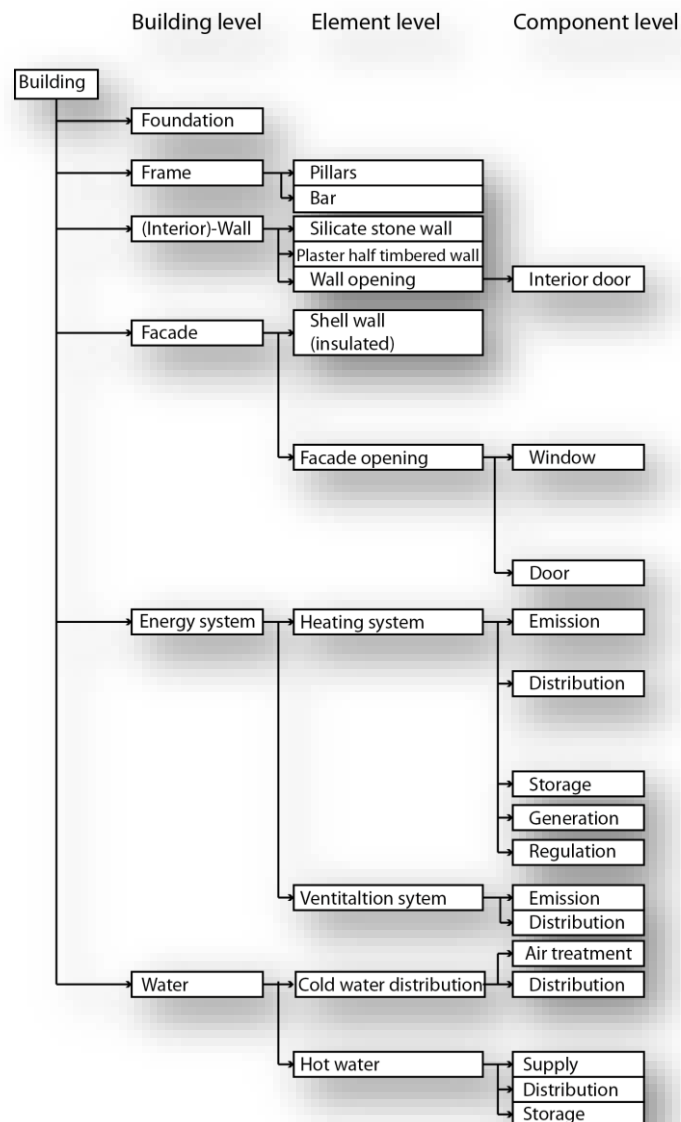 Building level Element level Component level
Building
Foundation
Frame Pillars
Bar
(Interior)-Wall Silicate stone wall
Plaster half timbered wall
Wall opening Interior door
Facade Shell wall
(insulated)
Facade opening Window
Door
Energy system Heating system Emission
Distribution
Storage
Generation
Regulation
Ventitaltion sytem Emission
Distribution
Air treatment
Water Cold water distribution Distribution
Hot water Supply
Distribution
Storage